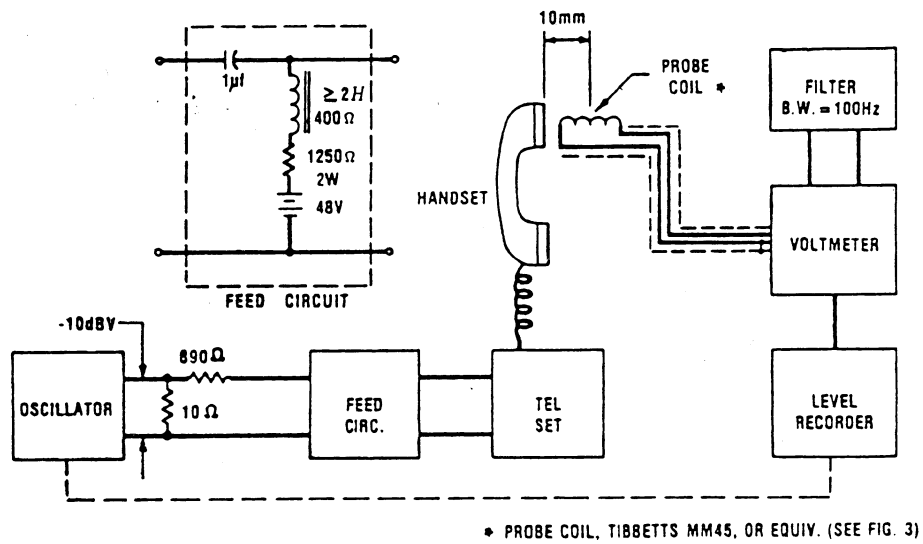 10mm
PROBE
COIL *
FILTER
B.W. = 100Hz
1µf
≥ 2H
400Ω
1250Ω
2W
48V
HANDSET
VOLTMETER
FEED CIRCUIT
-10dBV
890Ω
10Ω
OSCILLATOR
FEED
CIRC.
TEL
SET
LEVEL
RECORDER
* PROBE COIL, TIBBETTS MM45, OR EQUIV. (SEE FIG. 3)